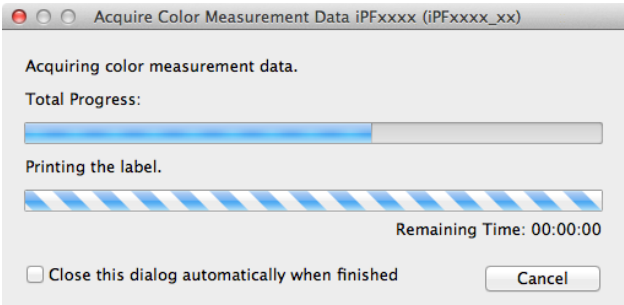 Acquire Color Measurement Data iPFxxxx (iPFxxxx_xx)
Acquiring color measurement data.
Total Progress:
Printing the label.
Remaining Time: 00:00:00
Close this dialog automatically when finished
Cancel